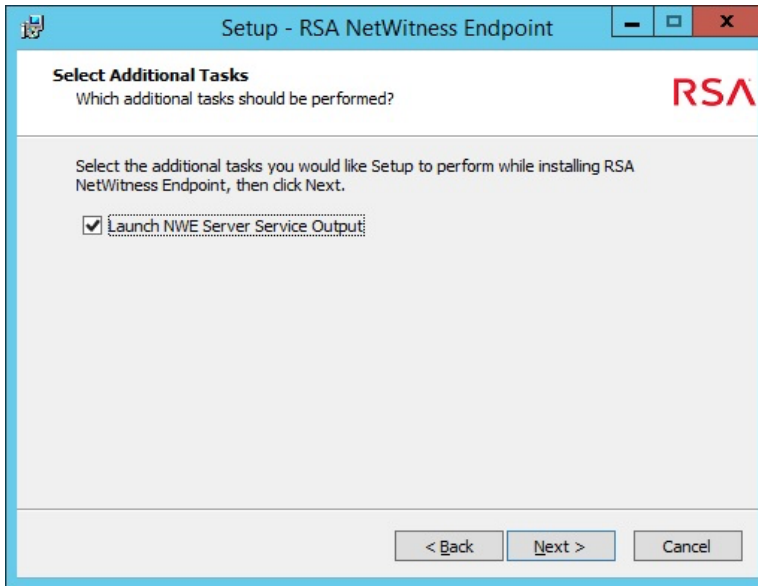 Setup - RSA NetWitness Endpoint
Select Additional Tasks
Which additional tasks should be performed?
RSA
Select the additional tasks you would like Setup to perform while installing RSA
NetWitness Endpoint, then click Next.
Launch NWE Server Service Output
< Back
Next >
Cancel